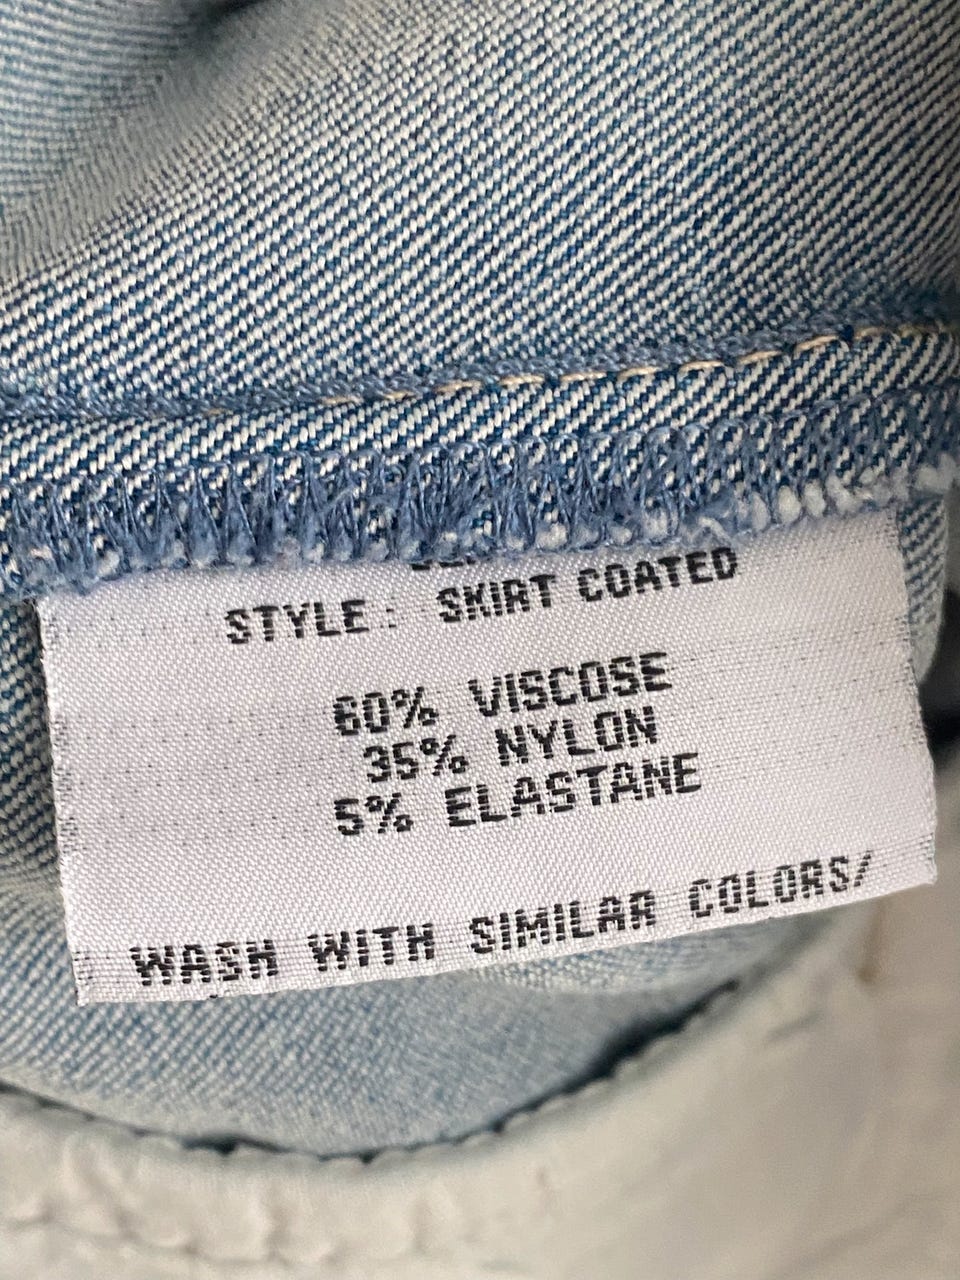 STYLE: SKIRT COATED
60% VISCOSE
35% NYLON
5% ELASTANE
WASH WITH SIMILAR COLORS/